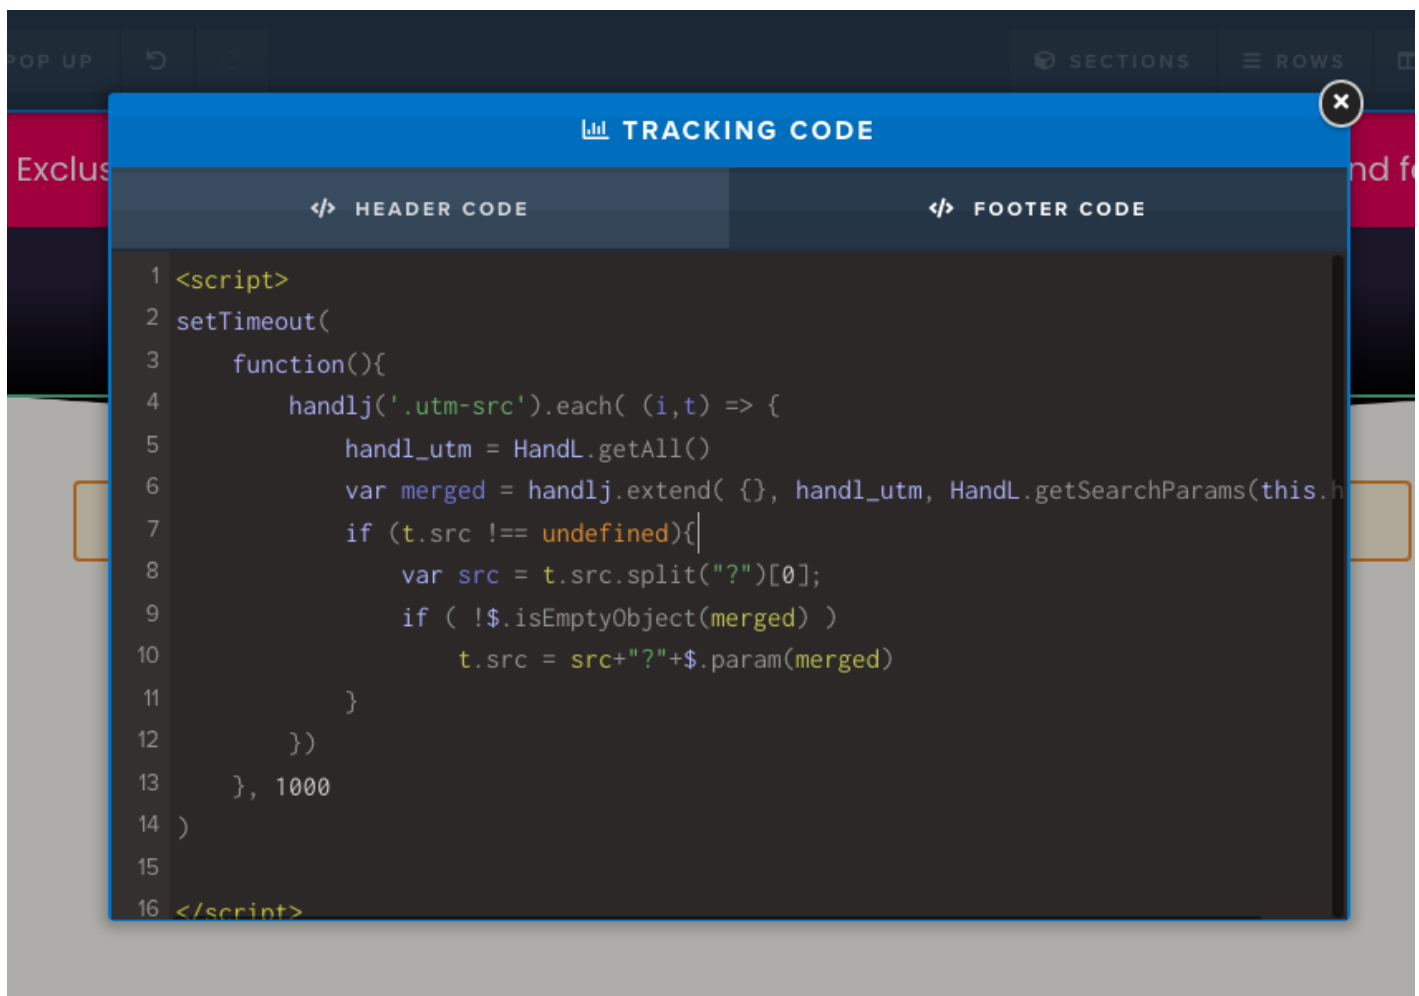 POP UP
SECTIONS
ROWS
TRACKING CODE
Exclus
nd f
</> HEADER CODE
</> FOOTER CODE
1 <script>
2 setTimeout(
3 function(){
4 handlj('.utm-src').each( (i,t) => {
5 handl_utm = HandL.getAll()
6 var merged = handlj.extend( {}, handl_utm, HandL.getSearchParams(this.h
7 if (t.src !== undefined){
8 var src = t.src.split("?")[0];
9 if ( !$.isEmptyObject(merged) )
10 t.src = src+"?"+$.param(merged)
11 }
12 })
13 }, 1000
14 )
15
16 </script>